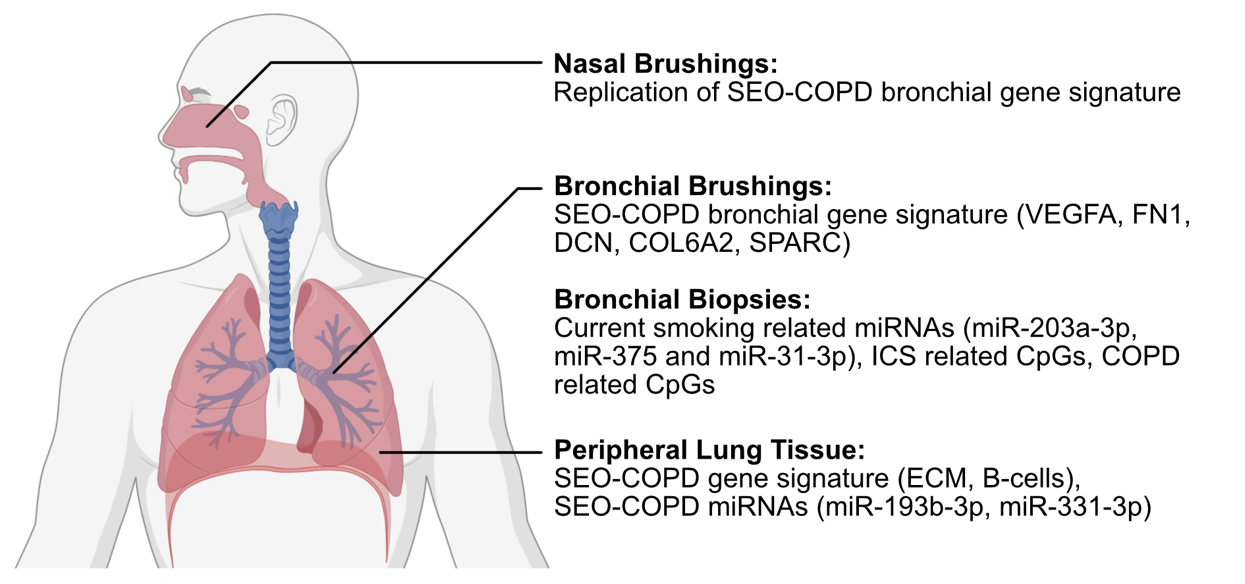 Nasal Brushings:
Replication of SEO-COPD bronchial gene signature
Bronchial Brushings:
SEO-COPD bronchial gene signature (VEGFA, FN1,
DCN, COL6A2, SPARC)
Bronchial Biopsies:
Current smoking related miRNAs (miR-203a-3p,
miR-375 and miR-31-3p), ICS related CpGs, COPD
related CpGs
Peripheral Lung Tissue:
SEO-COPD gene signature (ECM, B-cells),
SEO-COPD miRNAs (miR-193b-3p, miR-331-3p)